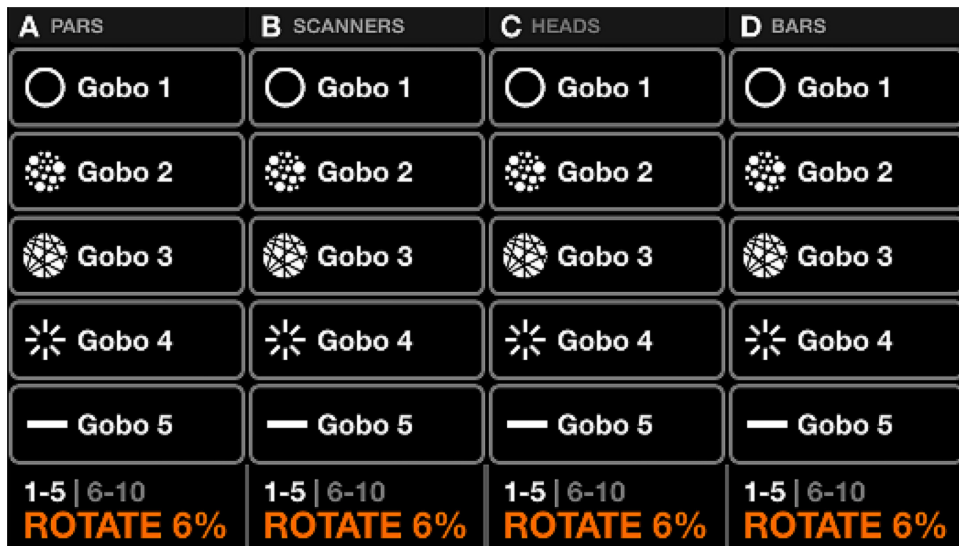 A PARS
B SCANNERS
C HEADS
D BARS
Gobo 1
Gobo 1
Gobo 1
Gobo 1
Gobo 2
Gobo 2
Gobo 2
Gobo 2
Gobo 3
Gobo 3
Gobo 3
Gobo 3
Gobo 4
Gobo 4
Gobo 4
Gobo 4
Gobo 5
Gobo 5
Gobo 5
Gobo 5
1-5 | 6-10
1-5 | 6-10
1-5 | 6-10
1-5 | 6-10
ROTATE 6%
ROTATE 6%
ROTATE 6%
ROTATE 6%